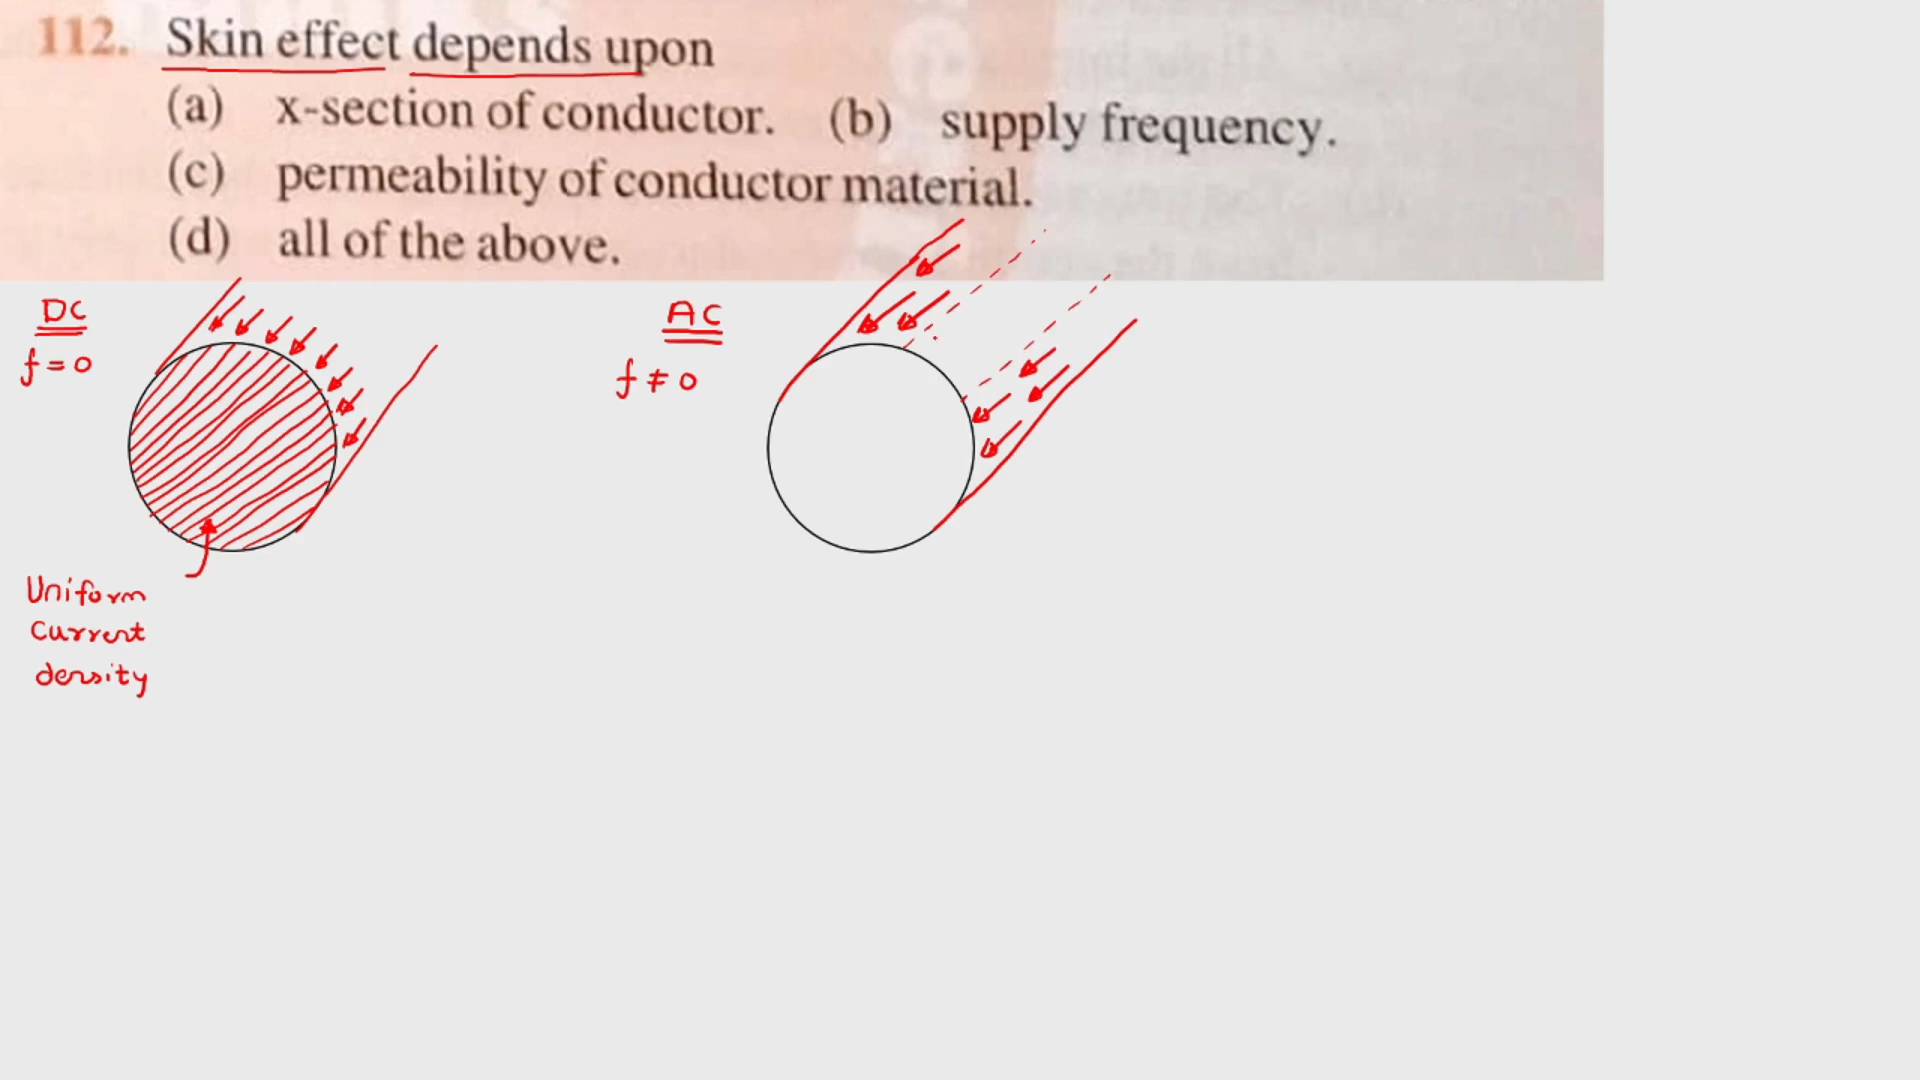 112. Skin effect depends upon
(a) x-section of conductor. (b) supply frequency.
(c) permeability of conductor material.
(d) all of the above.
DC
f = 0
AC
f ≠ 0
Uniform
Current
density